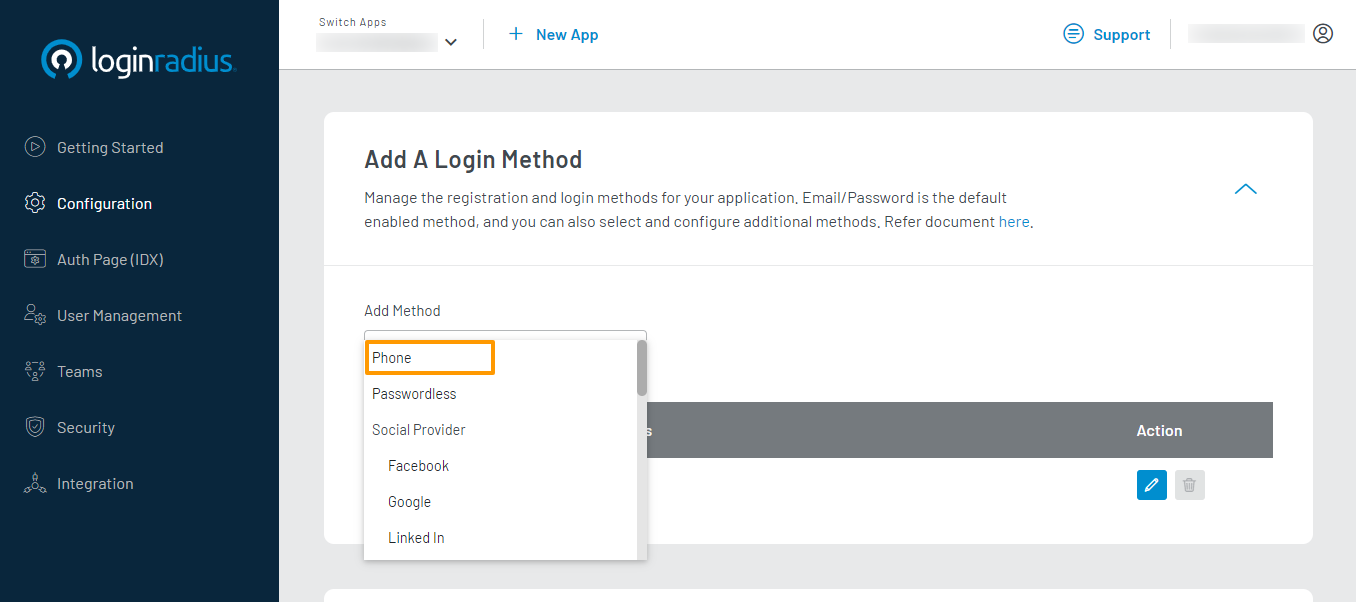 loginradius
Switch Apps
+ New App
Support
Getting Started
Configuration
Auth Page (IDX)
User Management
Teams
Security
Integration
Add A Login Method
Manage the registration and login methods for your application. Email/Password is the default
enabled method, and you can also select and configure additional methods. Refer document here.
Add Method
Phone
Passwordless
Social Provider
Facebook
Google
Linked In
s
Action